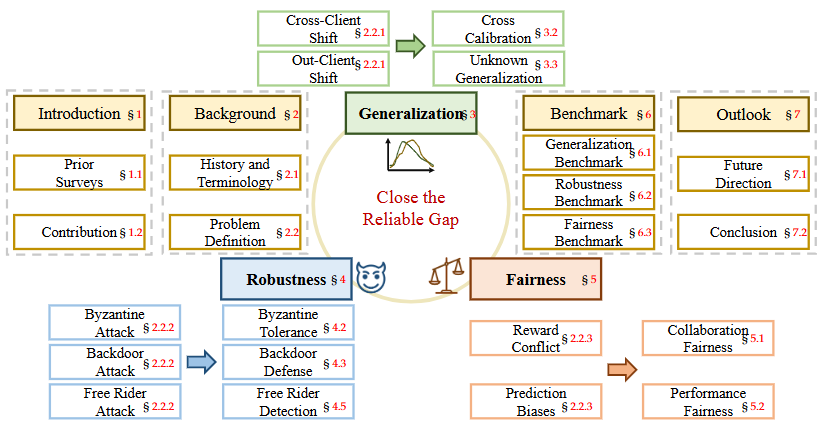 Cross-Client
Shift § 2.2.1
Cross
Calibration § 3.2
Out-Client
Shift § 2.2.1
Unknown § 3.3
Generalization
Introduction § 1
Background § 2
Generalization § 3
Benchmark § 6
Outlook § 7
Prior
Surveys § 1.1
History and
Terminology § 2.1
Generalization
Benchmark § 6.1
Robustness
Benchmark § 6.2
Future
Direction § 7.1
Close the
Reliable Gap
Contribution § 1.2
Problem
Definition § 2.2
Fairness
Benchmark § 6.3
Conclusion § 7.2
Robustness § 4
Fairness § 5
Byzantine
Attack § 2.2.2
Byzantine
Tolerance § 4.2
Backdoor
Attack § 2.2.2
Backdoor
Defense § 4.3
Free Rider
Attack § 2.2.2
Free Rider
Detection § 4.5
Reward
Conflict § 2.2.3
Collaboration
Fairness § 5.1
Prediction
Biases § 2.2.3
Performance
Fairness § 5.2